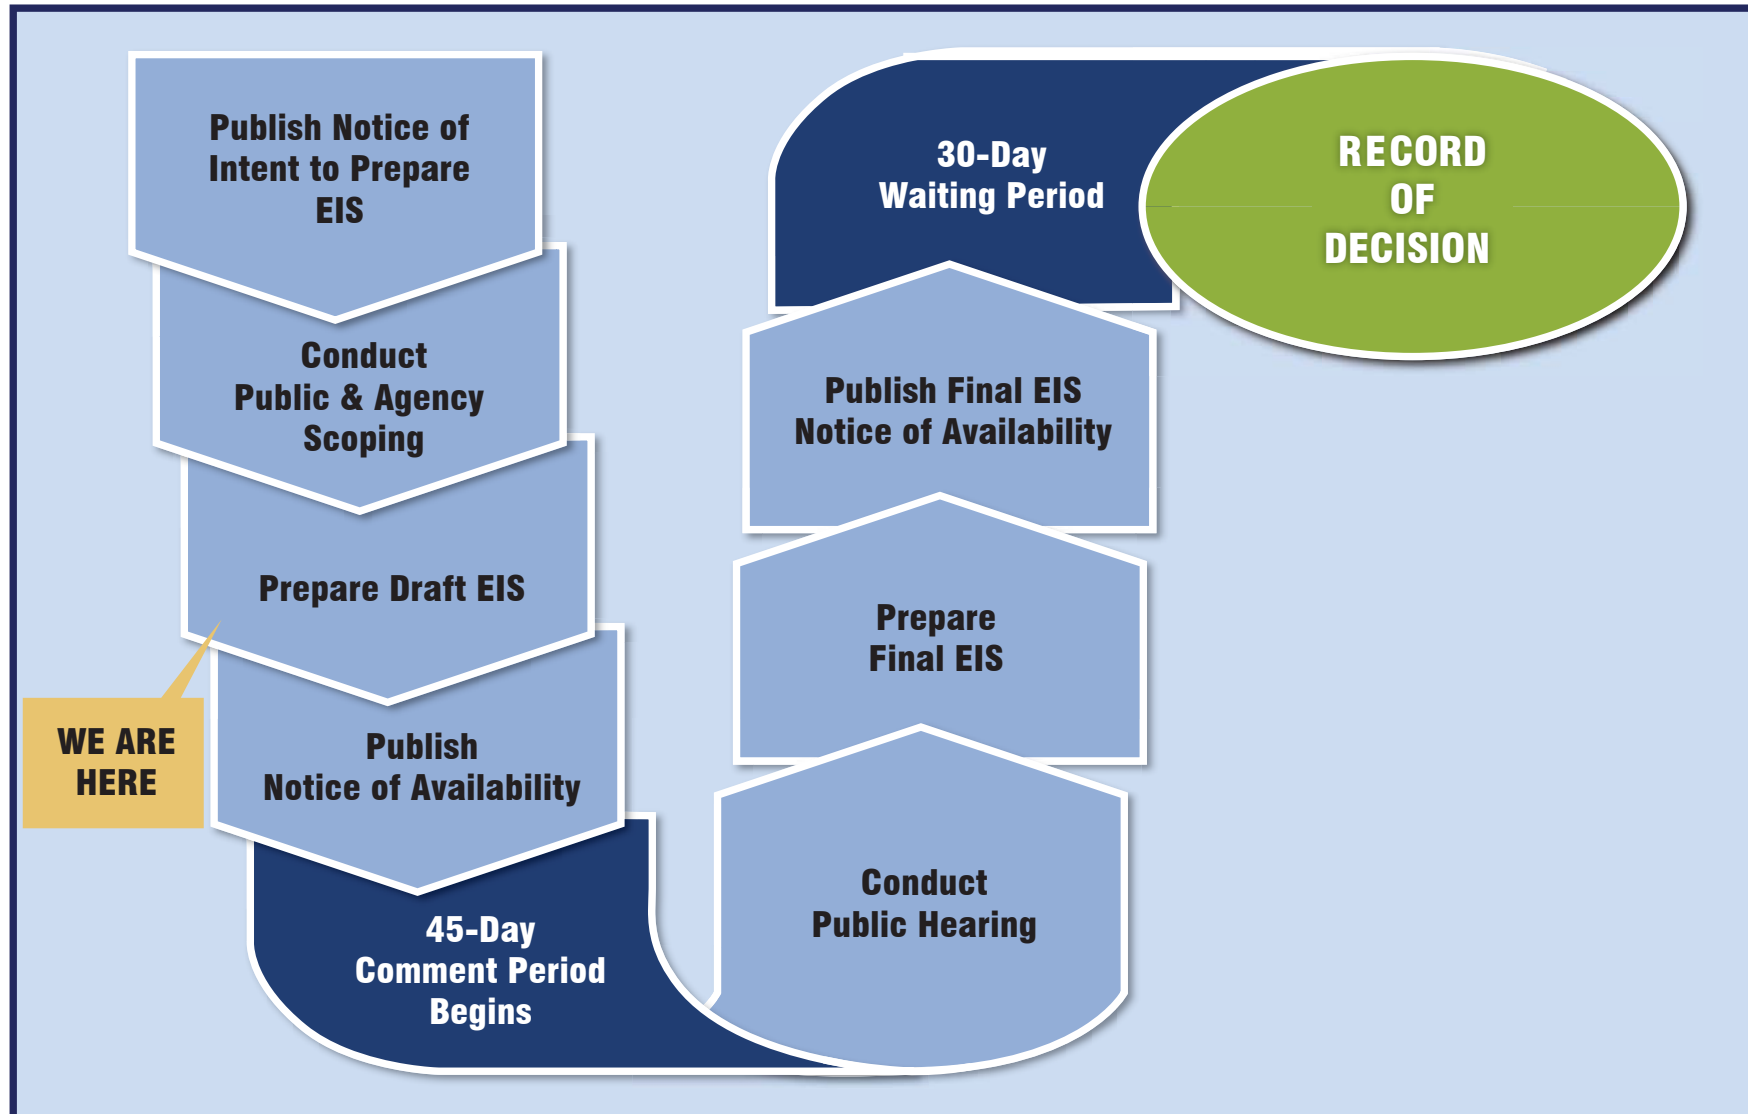 Publish Notice of
Intent to Prepare
EIS
Conduct
Public & Agency
Scoping
Prepare Draft EIS
WE ARE
HERE
Publish
Notice of Availability
45-Day
Comment Period
Begins
Conduct
Public Hearing
Prepare
Final EIS
Publish Final EIS
Notice of Availability
30-Day
Waiting Period
RECORD
OF
DECISION